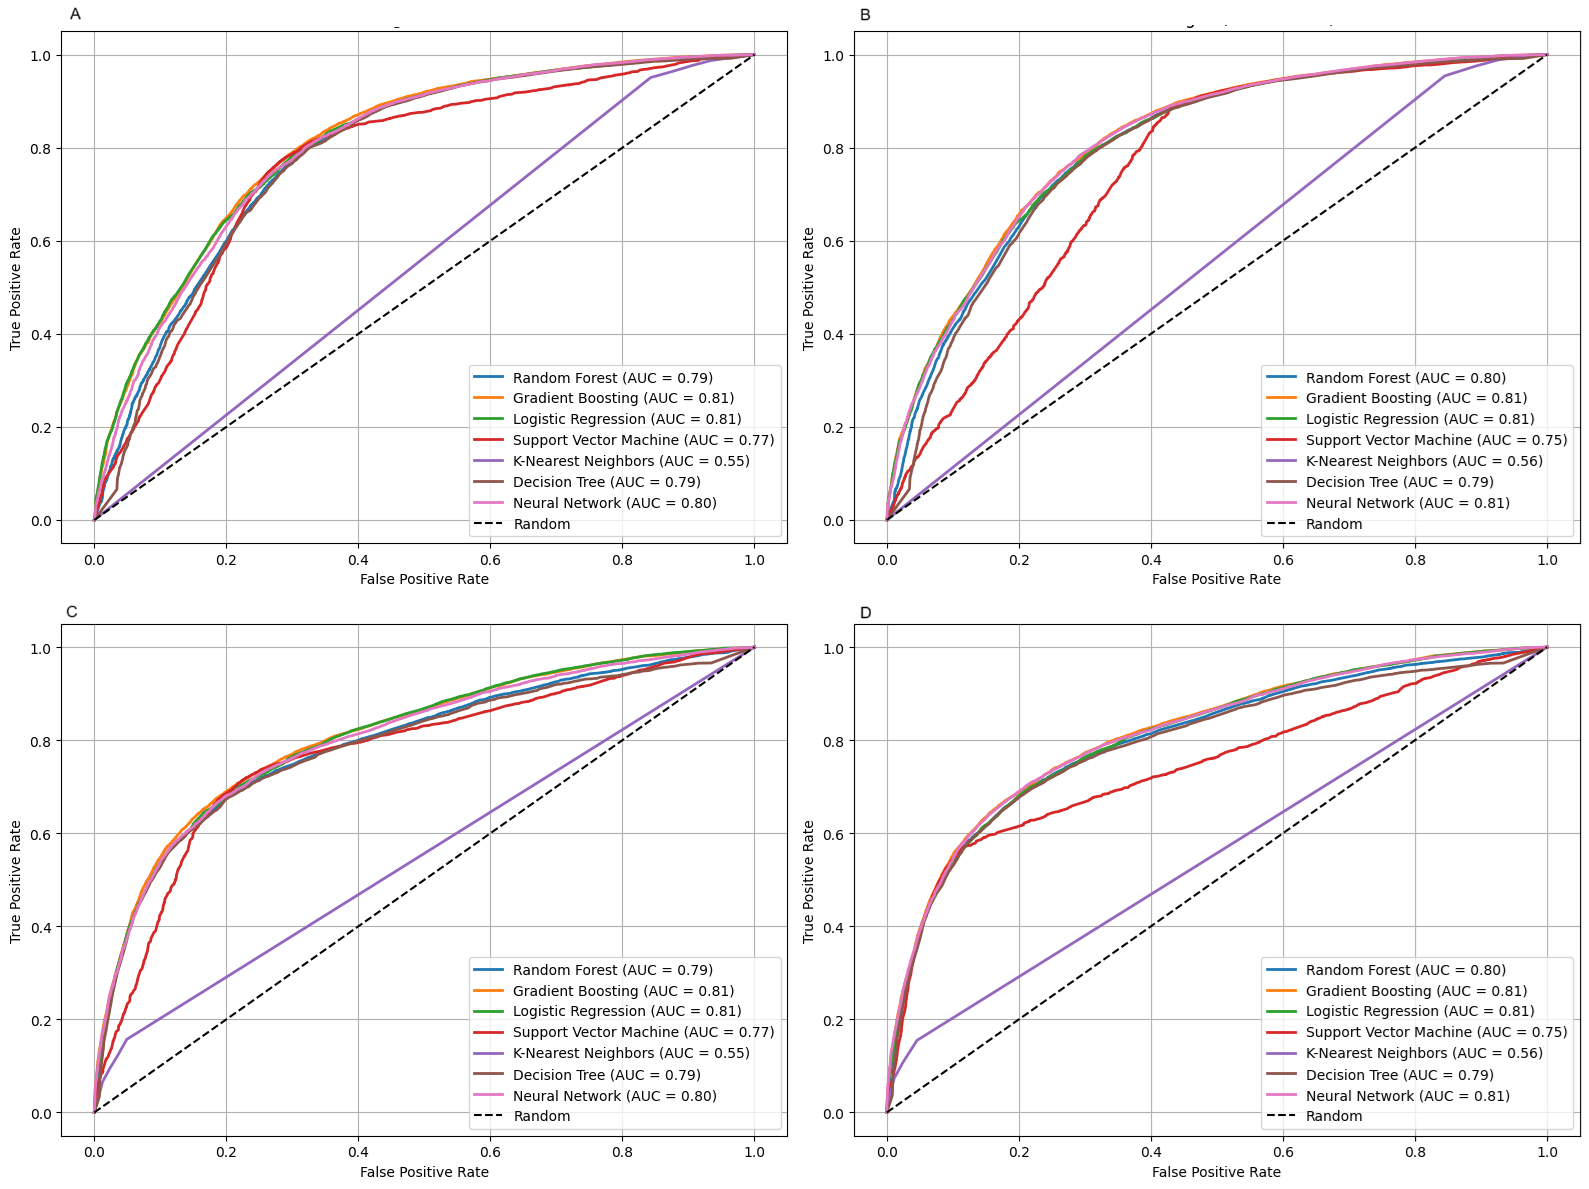 A
1.0
0.8
0.6
0.4
0.2
0.0
True Positive Rate
Random Forest (AUC = 0.79)
Gradient Boosting (AUC = 0.81)
Logistic Regression (AUC = 0.81)
Support Vector Machine (AUC = 0.77)
K-Nearest Neighbors (AUC = 0.55)
Decision Tree (AUC = 0.79)
Neural Network (AUC = 0.80)
Random
0.0 0.2 0.4 0.6 0.8 1.0
False Positive Rate
B
1.0
0.8
0.6
0.4
0.2
0.0
True Positive Rate
Random Forest (AUC = 0.80)
Gradient Boosting (AUC = 0.81)
Logistic Regression (AUC = 0.81)
Support Vector Machine (AUC = 0.75)
K-Nearest Neighbors (AUC = 0.56)
Decision Tree (AUC = 0.79)
Neural Network (AUC = 0.81)
Random
0.0 0.2 0.4 0.6 0.8 1.0
False Positive Rate
C
1.0
0.8
0.6
0.4
0.2
0.0
True Positive Rate
Random Forest (AUC = 0.79)
Gradient Boosting (AUC = 0.81)
Logistic Regression (AUC = 0.81)
Support Vector Machine (AUC = 0.77)
K-Nearest Neighbors (AUC = 0.55)
Decision Tree (AUC = 0.79)
Neural Network (AUC = 0.80)
Random
0.0 0.2 0.4 0.6 0.8 1.0
False Positive Rate
D
1.0
0.8
0.6
0.4
0.2
0.0
True Positive Rate
Random Forest (AUC = 0.80)
Gradient Boosting (AUC = 0.81)
Logistic Regression (AUC = 0.81)
Support Vector Machine (AUC = 0.75)
K-Nearest Neighbors (AUC = 0.56)
Decision Tree (AUC = 0.79)
Neural Network (AUC = 0.81)
Random
0.0 0.2 0.4 0.6 0.8 1.0
False Positive Rate